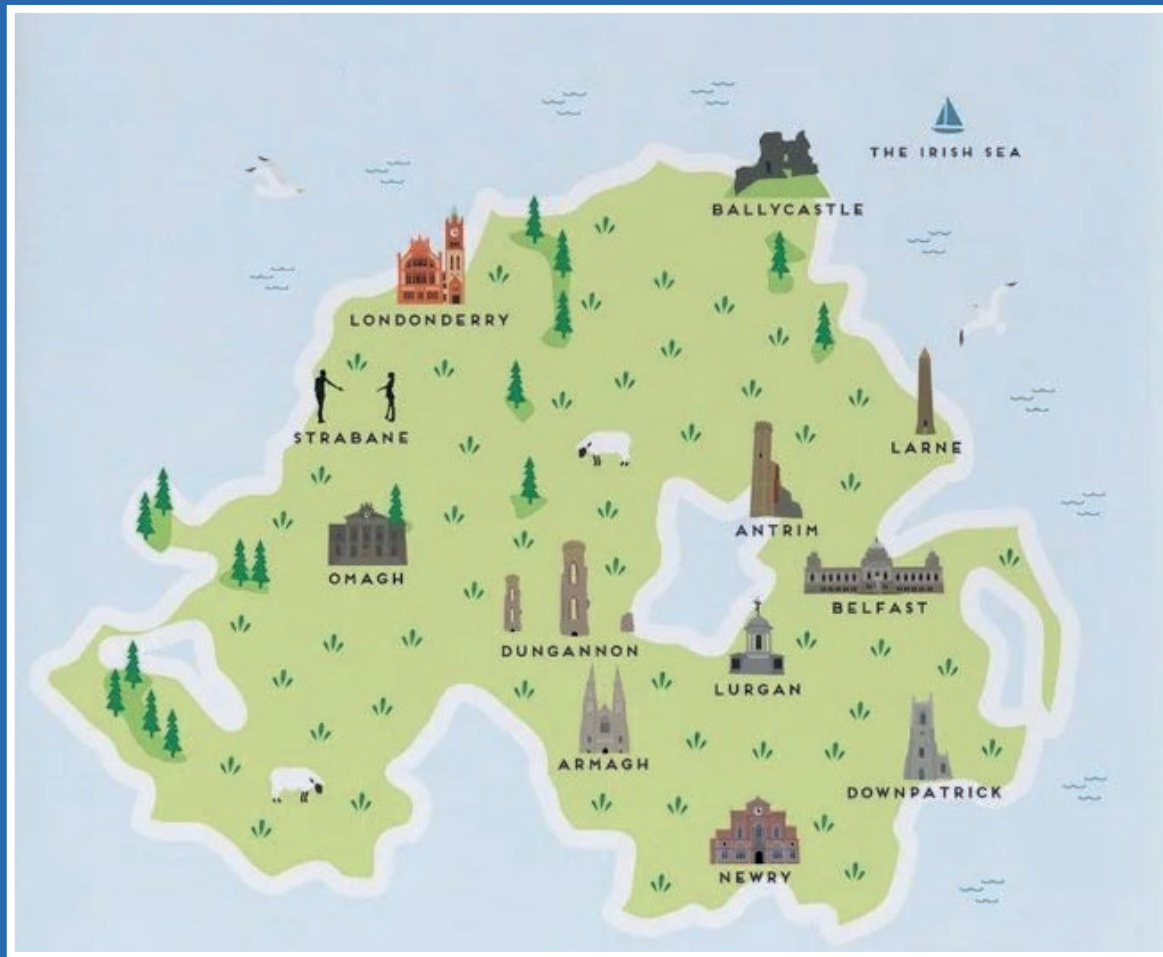 THE IRISH SEA
BALLYCASTLE
LONDONDERRY
STRABANE
LARNE
ANTRIM
OMAGH
BELFAST
DUNGANNON
LURGAN
ARMAGH
DOWNPATRICK
NEWRY